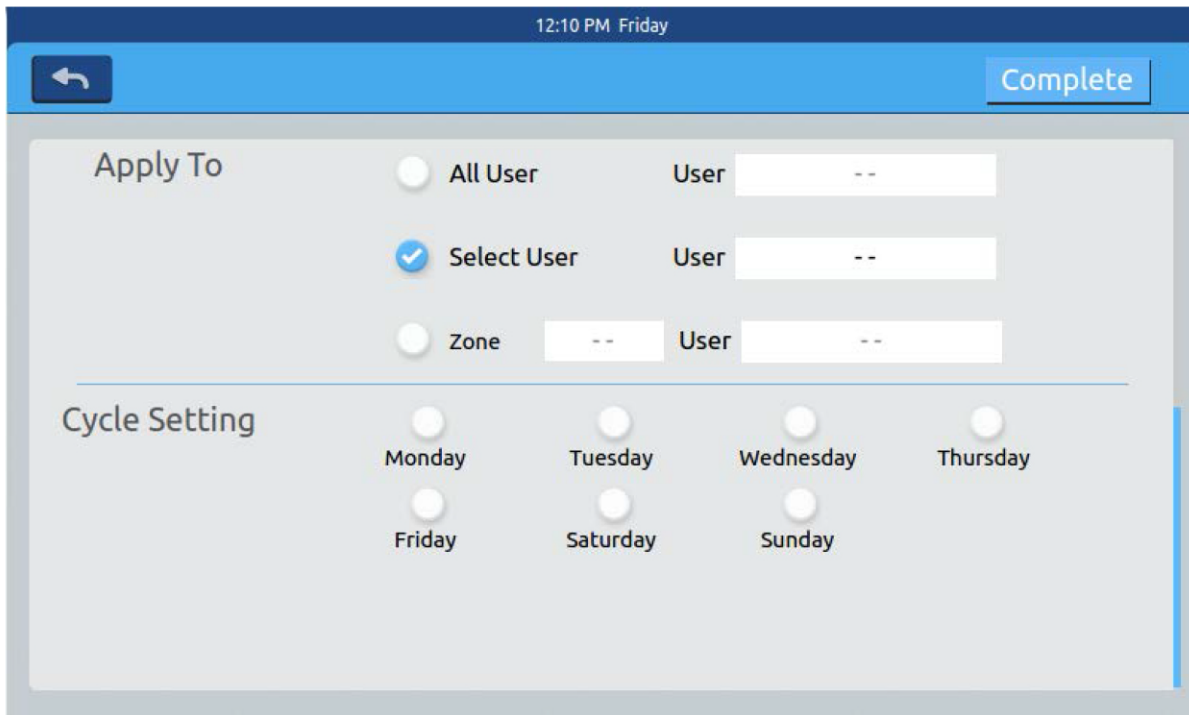 12:10 PM Friday
Complete
Apply To
All User User --
Select User User --
Zone -- User --
Cycle Setting
Monday Tuesday Wednesday Thursday
Friday Saturday Sunday